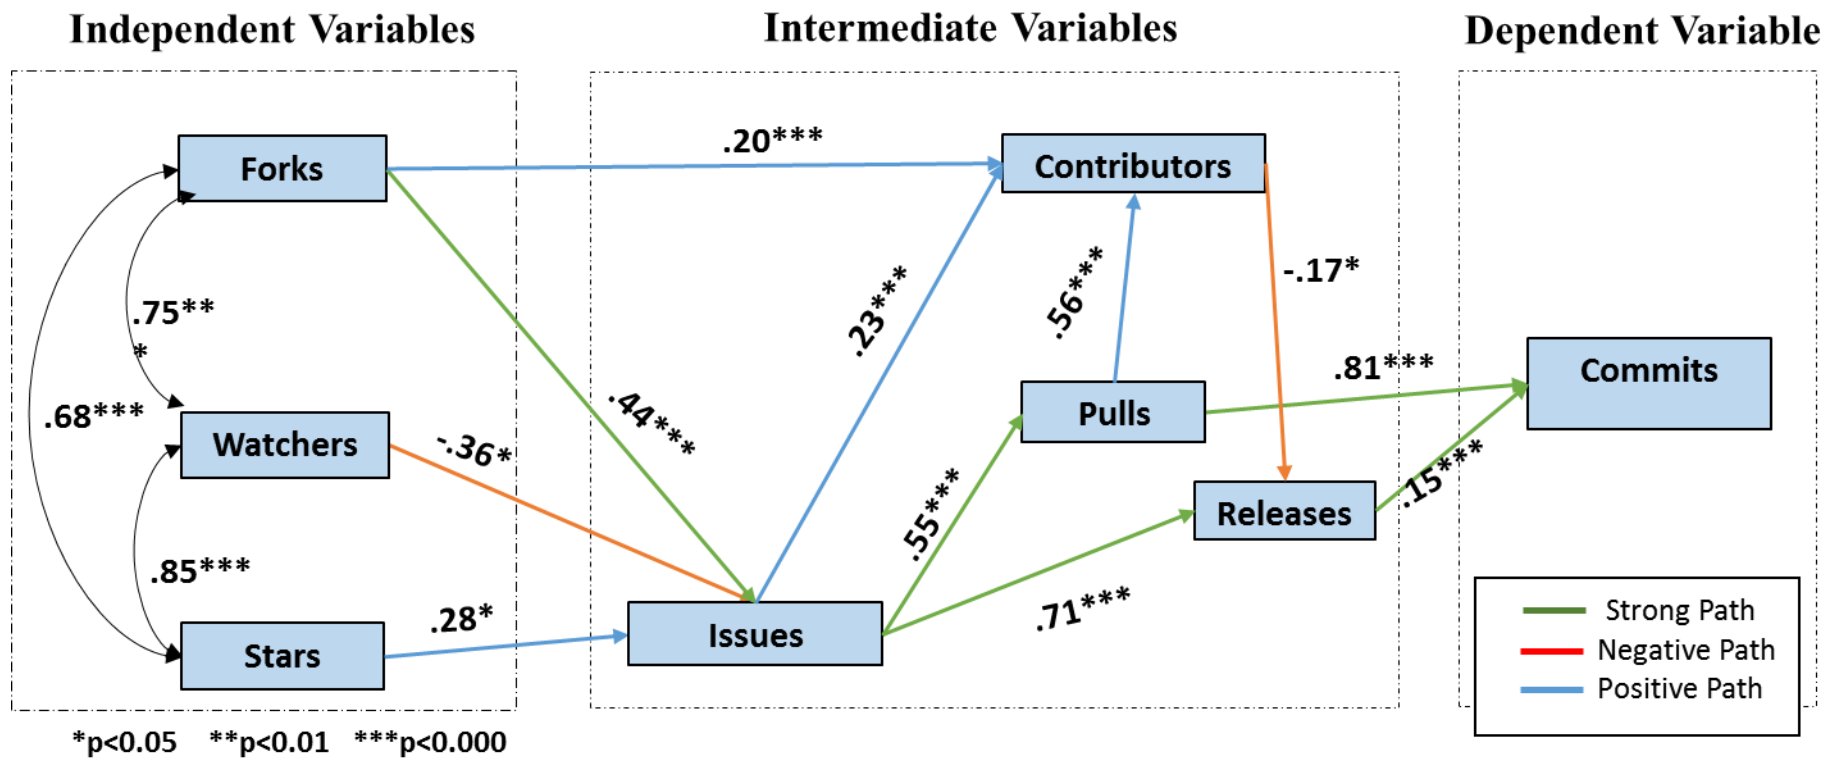 Independent Variables
Intermediate Variables
Dependent Variable
Forks
.20***
Contributors
.75**
*
.68***
Watchers
-.36*
.44***
.23***
.56***
-.17*
Pulls
.81***
Commits
.85***
Stars
.28*
Issues
.55***
.71***
Releases
.15***
Strong Path
Negative Path
Positive Path
*p<0.05 **p<0.01 ***p<0.000